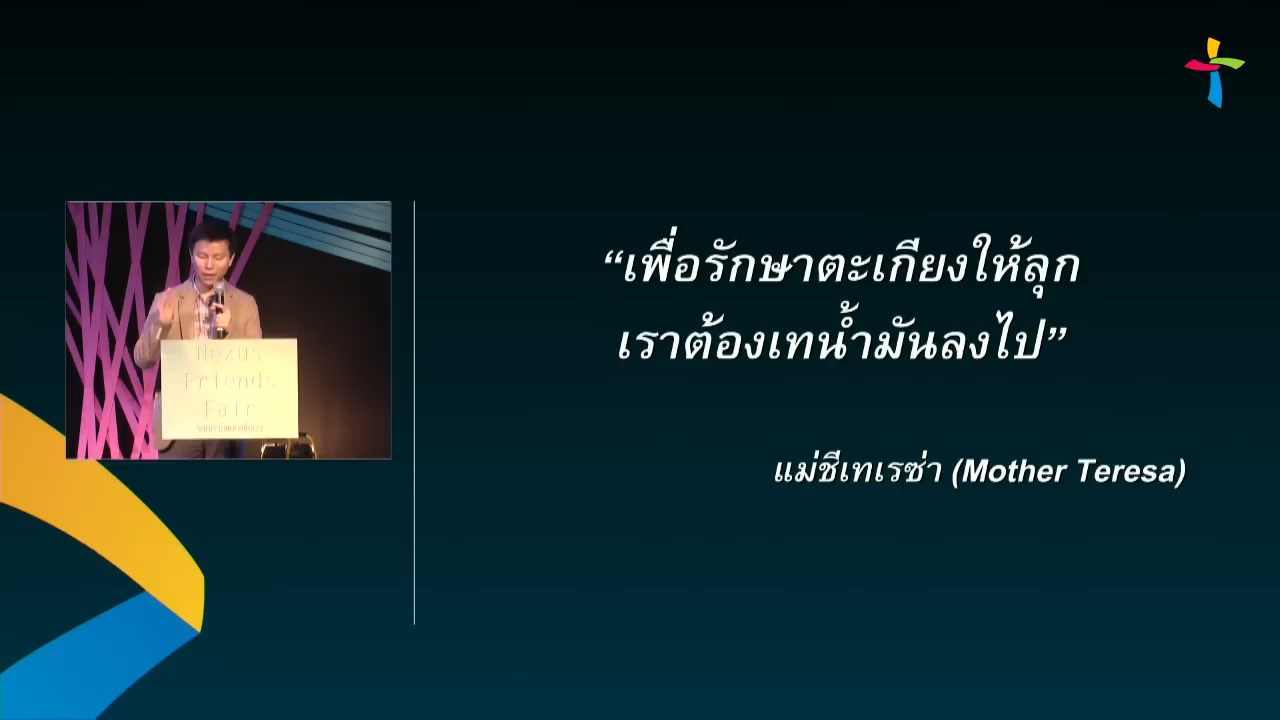 “เพื่อรักษาตะเกียงให้ลุก
เราต้องเทน้ำมันลงไป”
แม่ชีเทเรซ่า (Mother Teresa)
Nexus
Friends
Fair